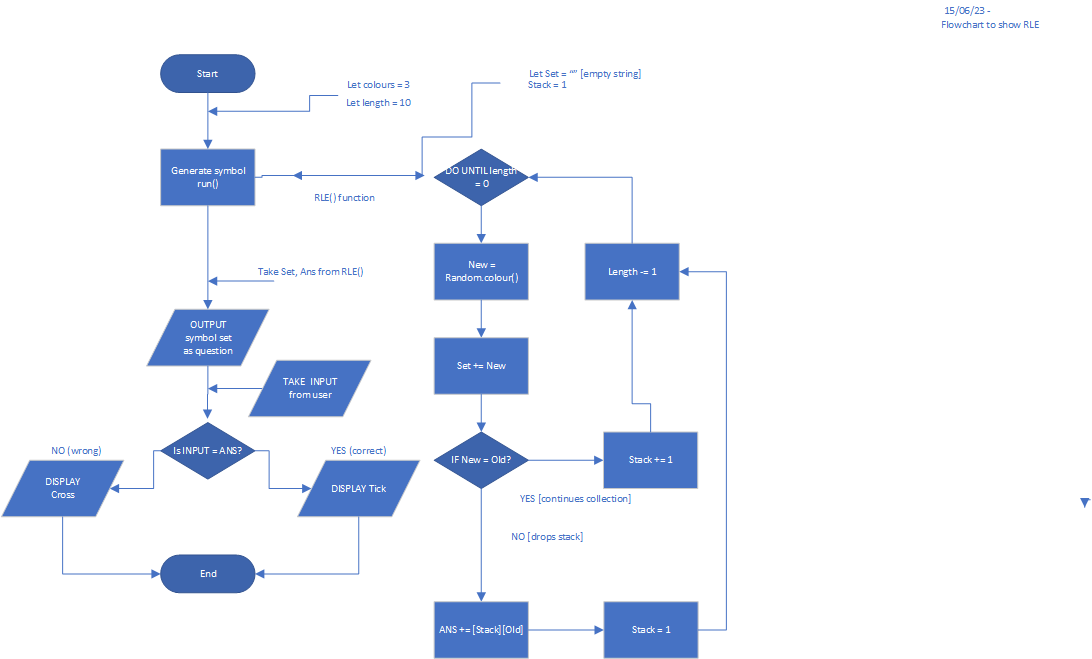 15/06/23 -
Flowchart to show RLE
Start
Let colours = 3
Let length = 10
Let Set = “” [empty string]
Stack = 1
Generate symbol
run()
RLE() function
DO UNTIL length
= 0
Take Set, Ans from RLE()
New =
Random.colour()
Length -= 1
OUTPUT
symbol set
as question
Set += New
TAKE INPUT
from user
Is INPUT = ANS?
NO (wrong)
YES (correct)
DISPLAY
Cross
DISPLAY Tick
IF New = Old?
Stack += 1
YES [continues collection]
NO [drops stack]
End
ANS += [Stack][Old]
Stack = 1